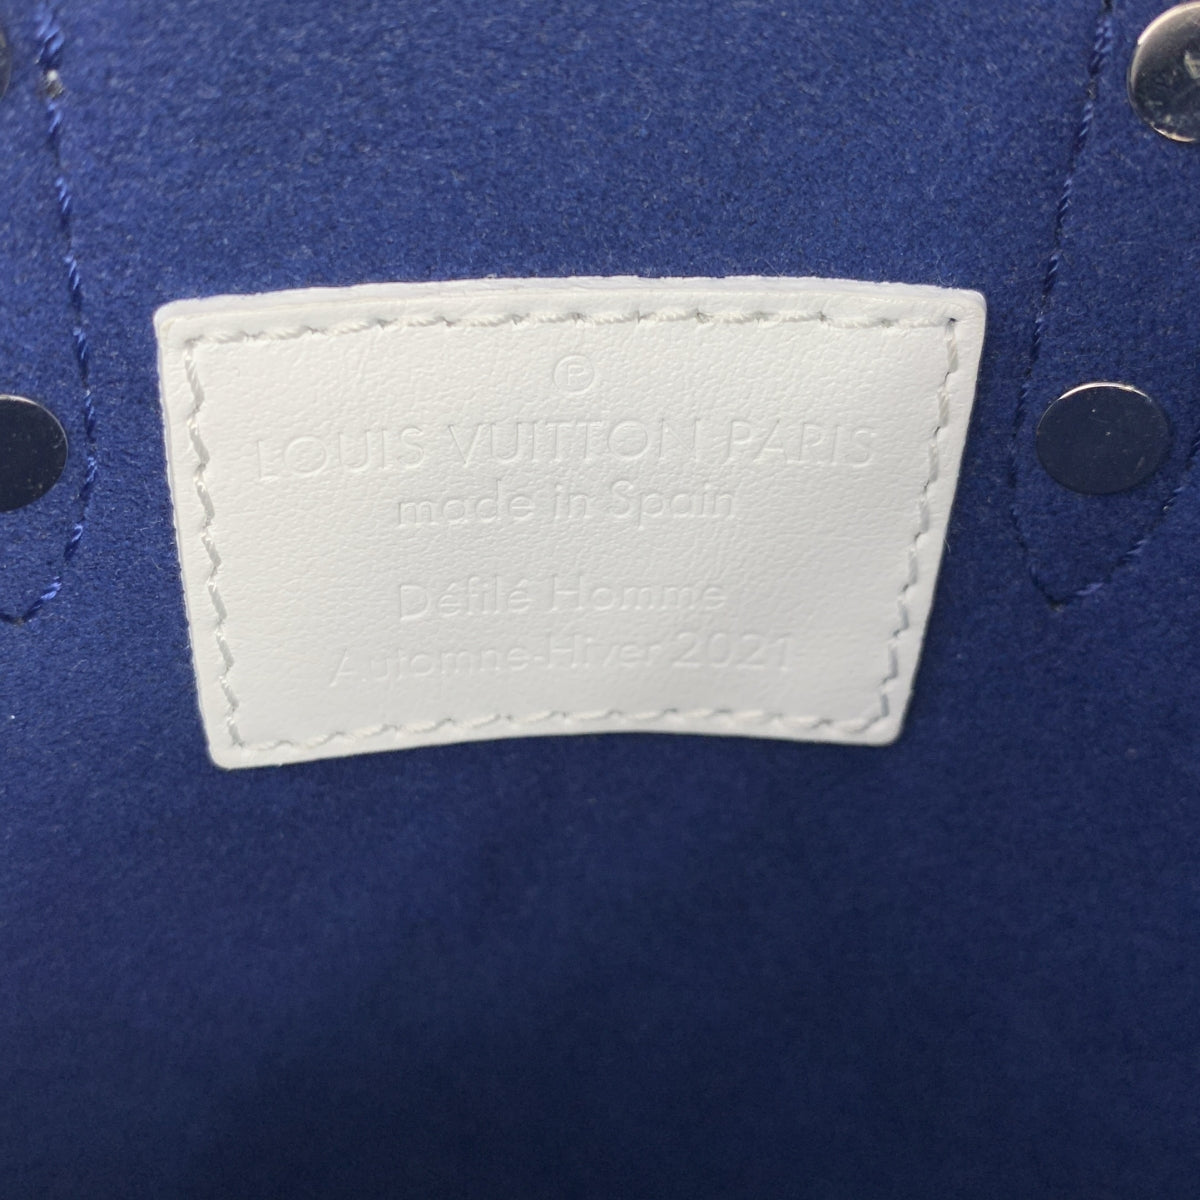 Ⓟ
LOUIS VUITTON PARIS
made in Spain
Défilé Homme
Automne-Hiver 2021